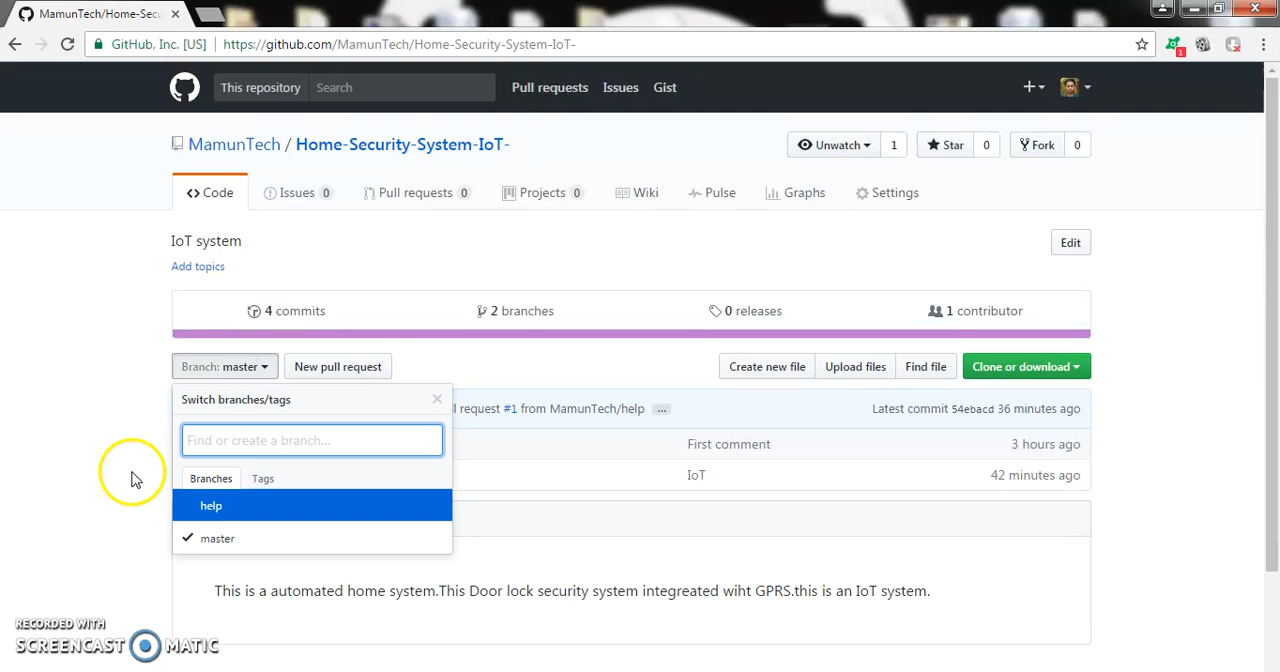 MamunTech/Home-Secu
GitHub, Inc. [US] https://github.com/MamunTech/Home-Security-System-IoT-
1
This repository Search Pull requests Issues Gist
MamunTech / Home-Security-System-IoT- Unwatch 1 Star 0 Fork 0
Code Issues 0 Pull requests 0 Projects 0 Wiki Pulse Graphs Settings
IoT system Edit
Add topics
4 commits 2 branches 0 releases 1 contributor
Branch: master New pull request Create new file Upload files Find file Clone or download
Switch branches/tags
l request #1 from MamunTech/help ... Latest commit 54ebacd 36 minutes ago
Find or create a branch...
First comment 3 hours ago
Branches Tags
IoT 42 minutes ago
help
master
This is a automated home system.This Door lock security system integreated wiht GPRS.this is an IoT system.
RECORDED WITH
SCREENCAST MATIC